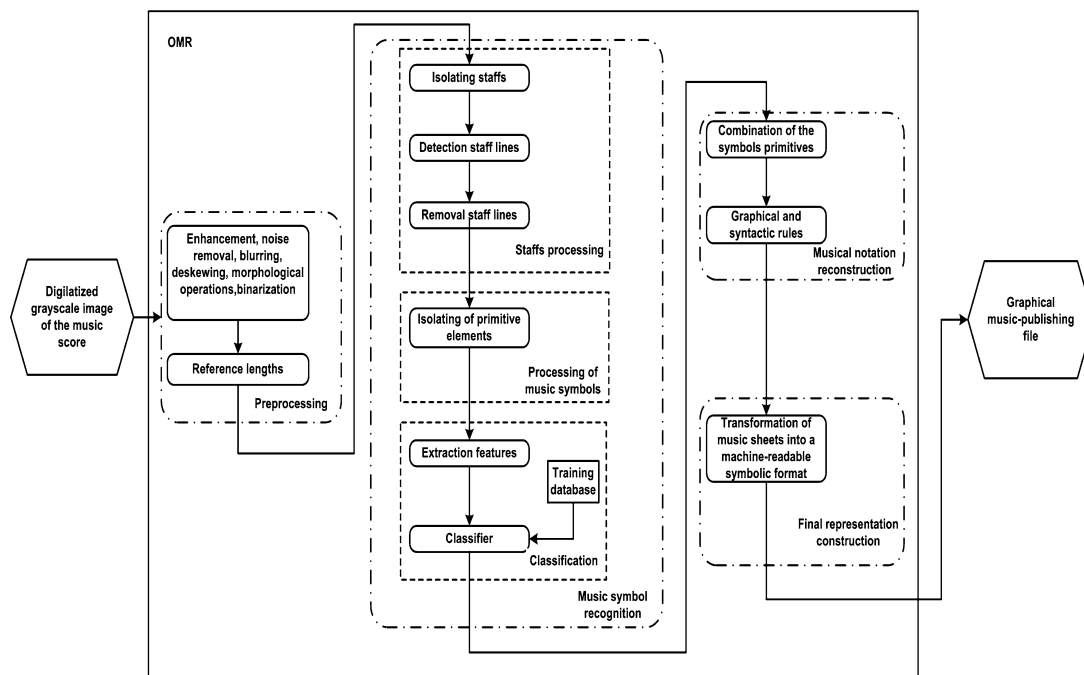 OMR
Digilatized
grayscale image
of the music
score
Enhancement, noise
removal, blurring,
deskewing, morphological
operations,binarization
Reference lengths
Preprocessing
Isolating staffs
Detection staff lines
Removal staff lines
Staffs processing
Isolating of primitive
elements
Processing of
music symbols
Extraction features
Training
database
Classifier
Classification
Music symbol
recognition
Combination of the
symbols primitives
Graphical and
syntactic rules
Musical notation
reconstruction
Transformation of
music sheets into a
machine-readable
symbolic format
Final representation
construction
Graphical
music-publishing
file